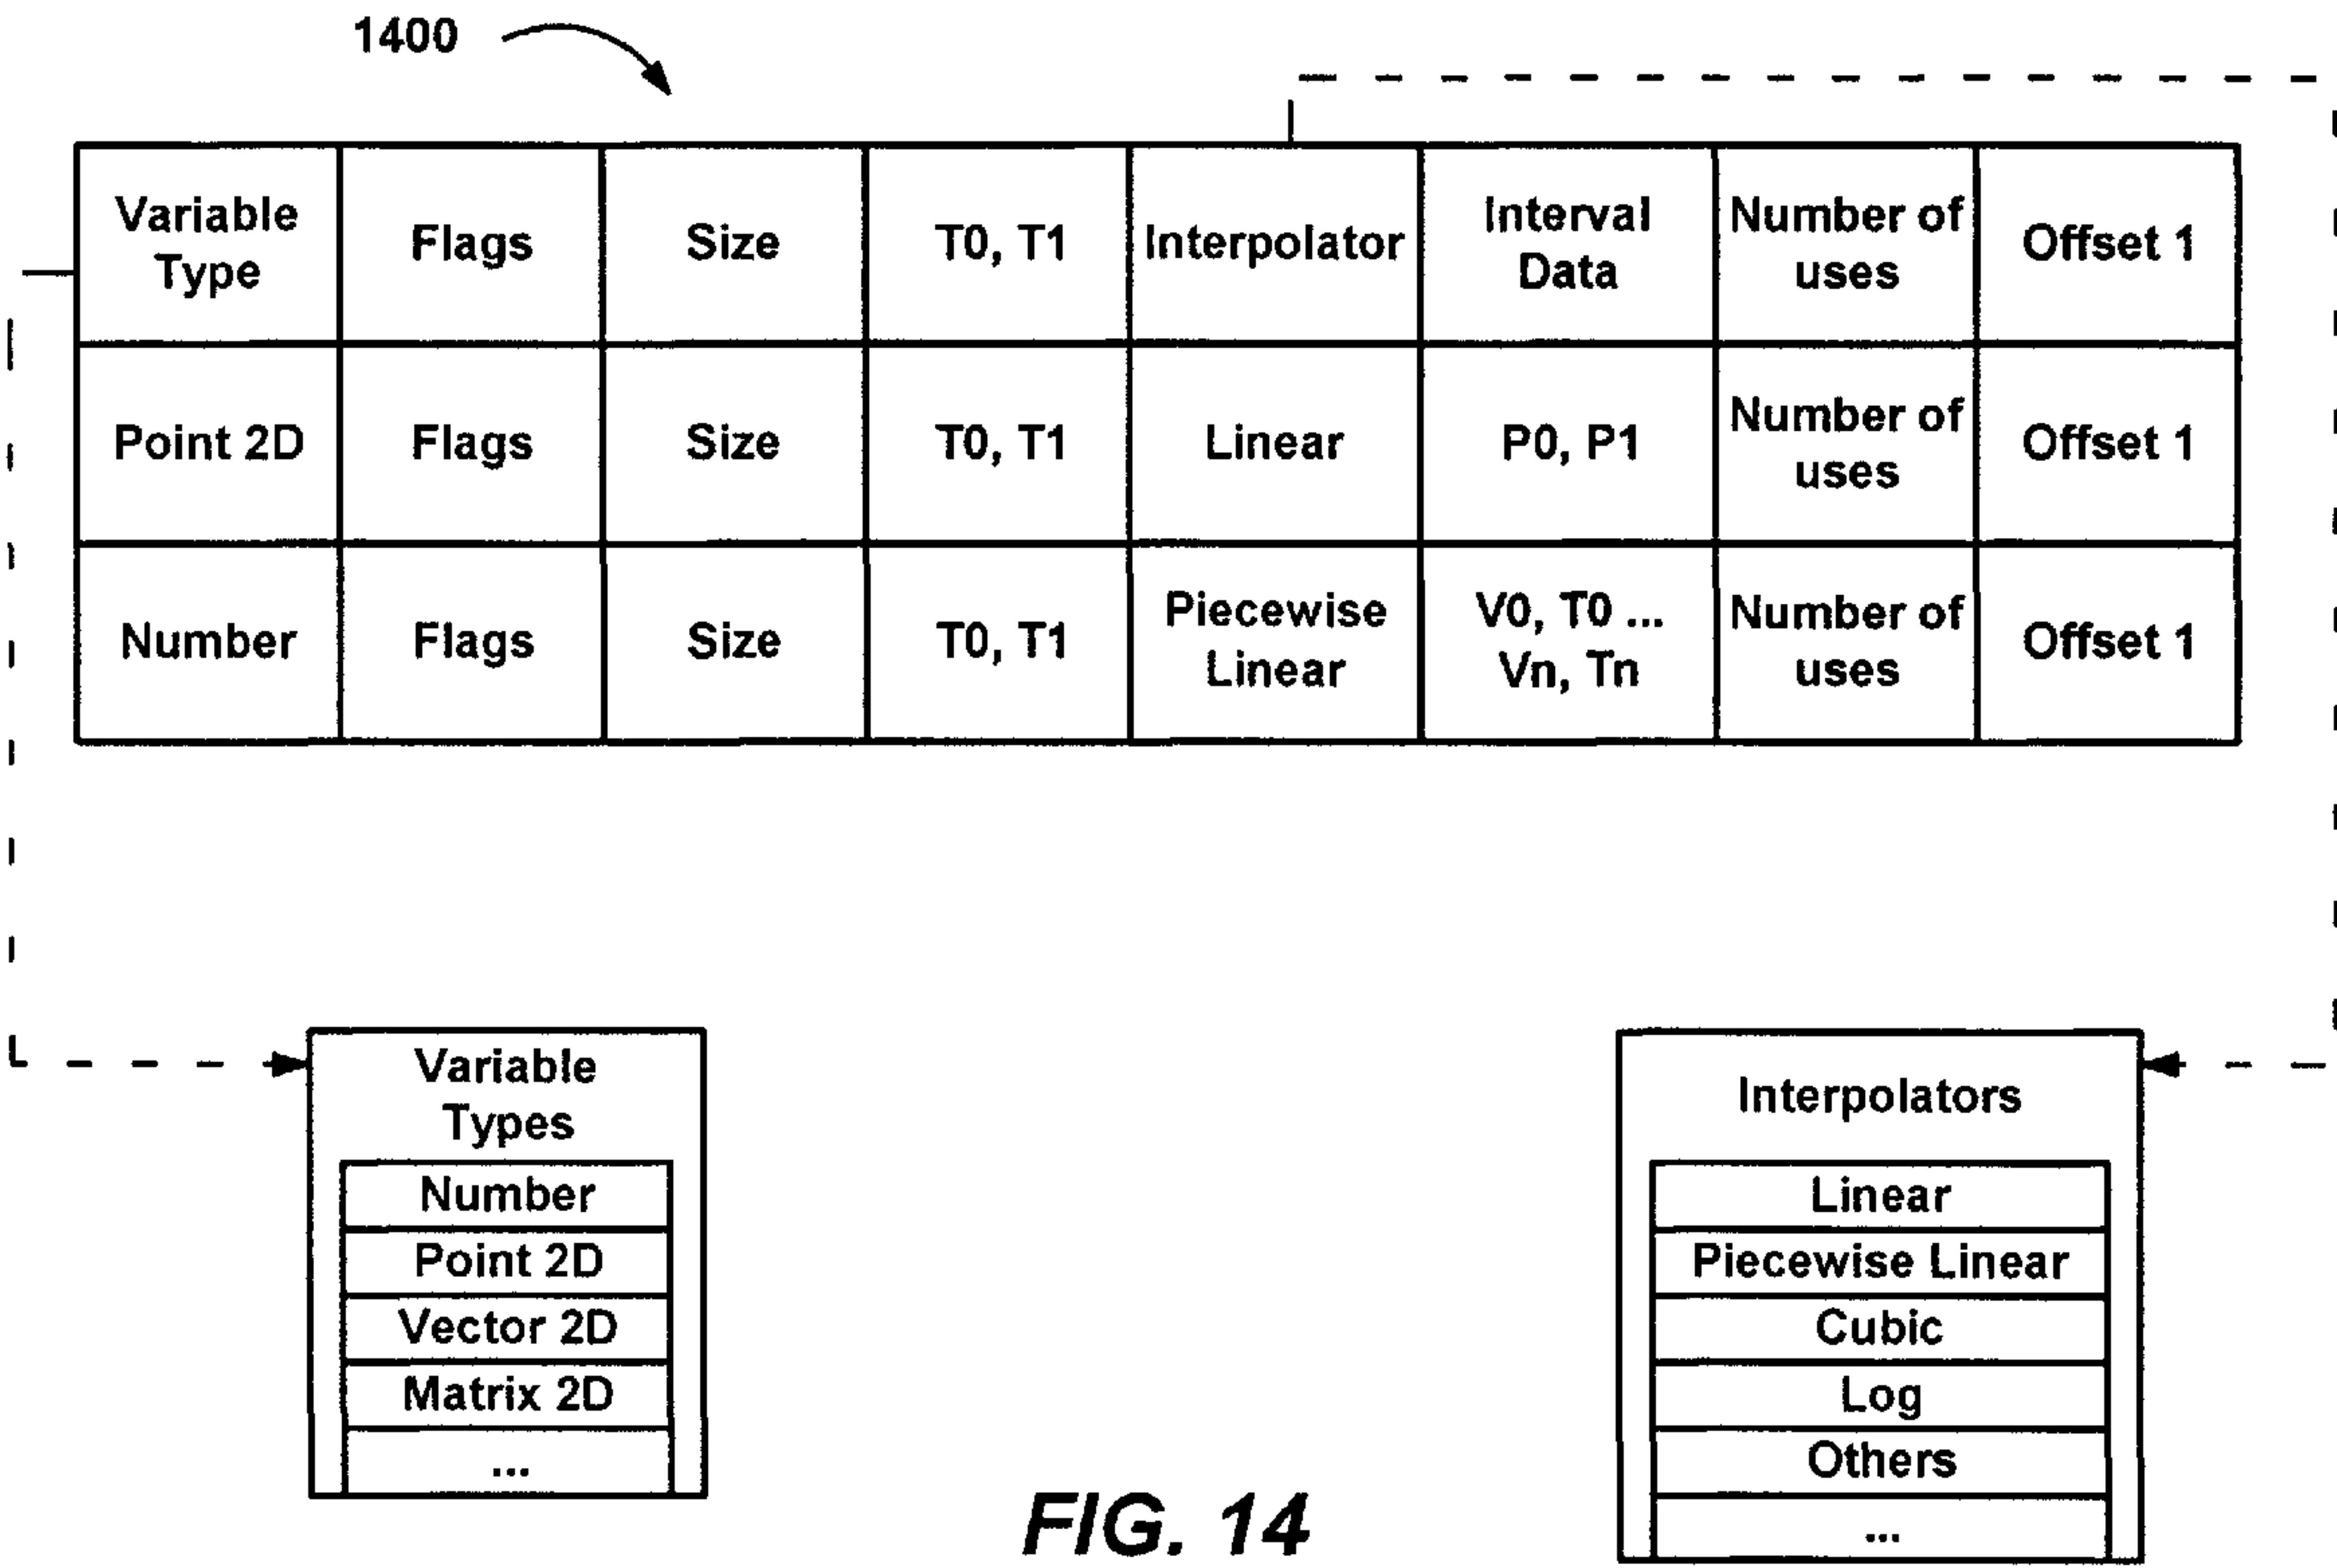 1400
Variable Type
Flags
Size
T0, T1
Interpolator
Interval Data
Number of uses
Offset 1
Point 2D
Flags
Size
T0, T1
Linear
P0, P1
Number of uses
Offset 1
Number
Flags
Size
T0, T1
Piecewise Linear
V0, T0 ... Vn, Tn
Number of uses
Offset 1
Variable Types
Number
Point 2D
Vector 2D
Matrix 2D
...
Interpolators
Linear
Piecewise Linear
Cubic
Log
Others
...
FIG. 14